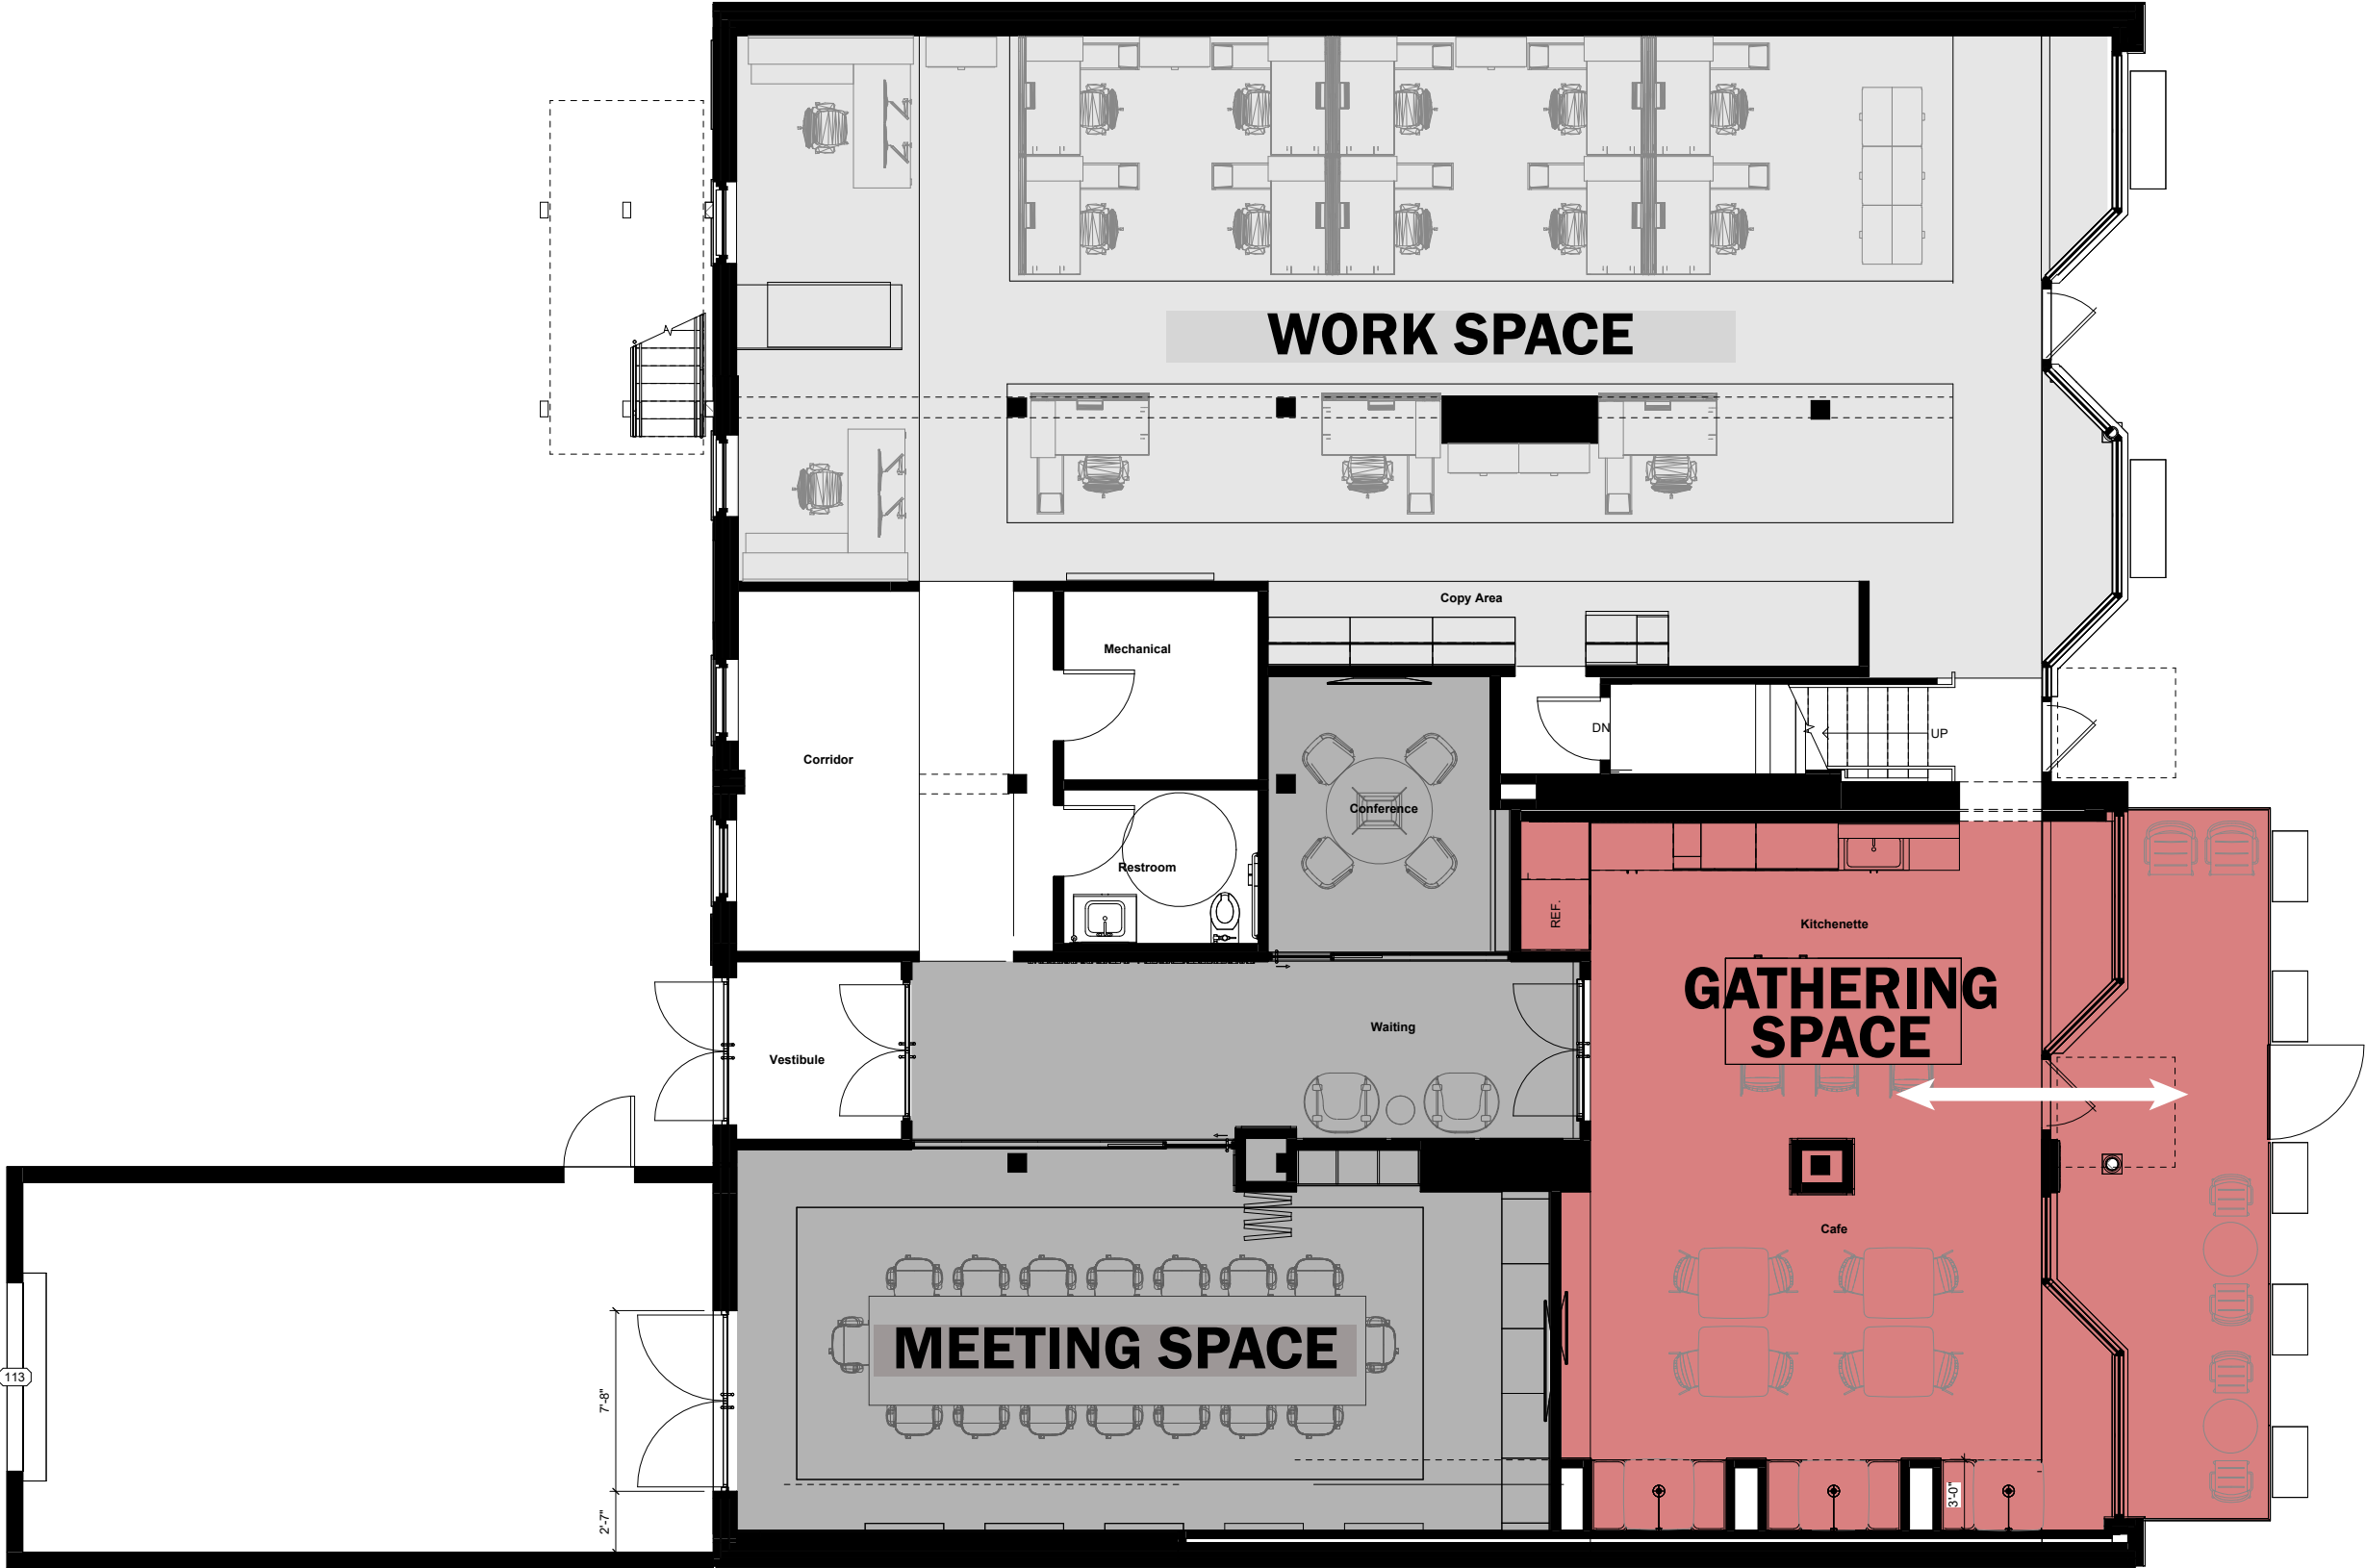 WORK SPACE
Copy Area
Mechanical
DN
UP
Corridor
Conference
Restroom
REF.
Kitchenette
GATHERING
SPACE
Waiting
Vestibule
Cafe
MEETING SPACE
113
7'-8"
2'-7"
3'-0"